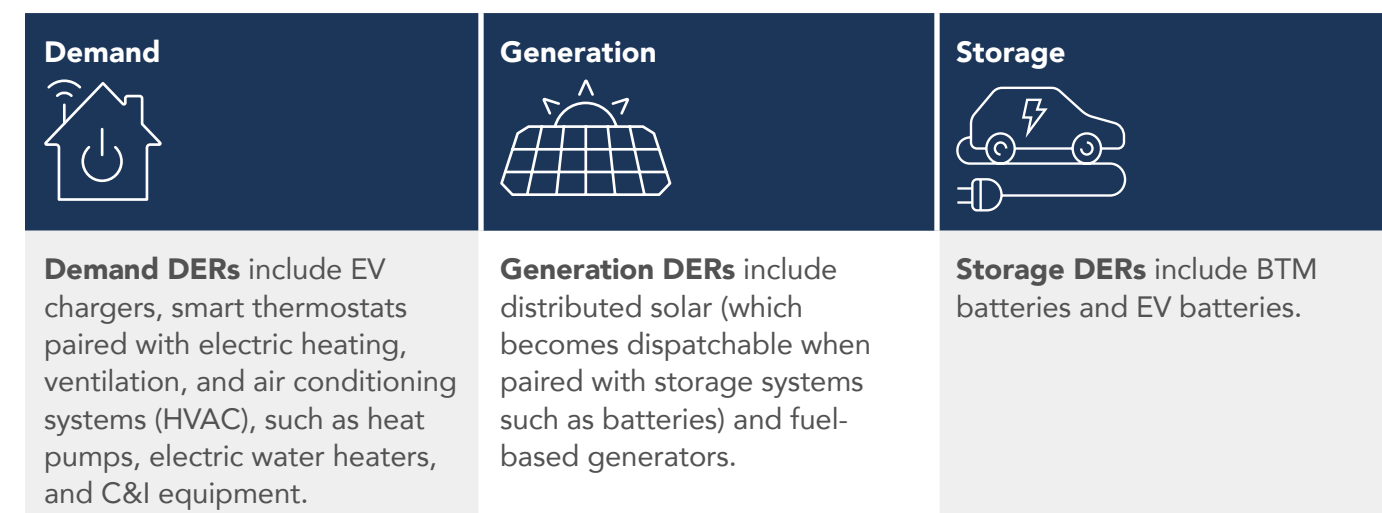 Demand
Generation
Storage
Demand DERs include EV
chargers, smart thermostats
paired with electric heating,
ventilation, and air conditioning
systems (HVAC), such as heat
pumps, electric water heaters,
and C&I equipment.
Generation DERs include
distributed solar (which
becomes dispatchable when
paired with storage systems
such as batteries) and fuel-
based generators.
Storage DERs include BTM
batteries and EV batteries.